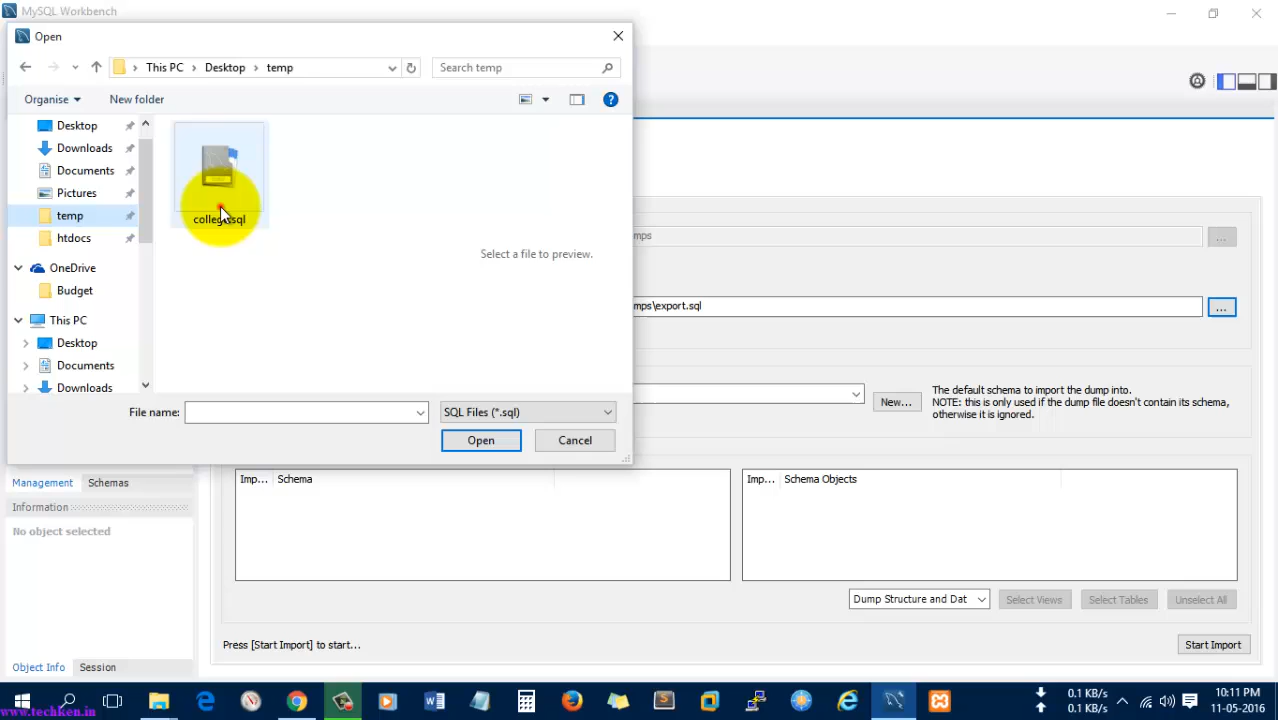 MySQL Workbench
Open
This PC
Desktop
temp
Search temp
Organise
New folder
Desktop
Downloads
Documents
Pictures
temp
htdocs
OneDrive
Budget
This PC
Desktop
Documents
Downloads
Select a file to preview.
File name:
SQL Files (*.sql)
Open
Cancel
mps
...
mps\export.sql
...
New...
The default schema to import the dump into.
NOTE: this is only used if the dump file doesn't contain its schema,
otherwise it is ignored.
Management
Schemas
Information
No object selected
Imp...
Schema
Imp...
Schema Objects
Dump Structure and Dat
Select Views
Select Tables
Unselect All
Press [Start Import] to start...
Start Import
Object Info
Session
www.techken.in
0.1 KB/s
0.1 KB/s
10:11 PM
11-05-2016